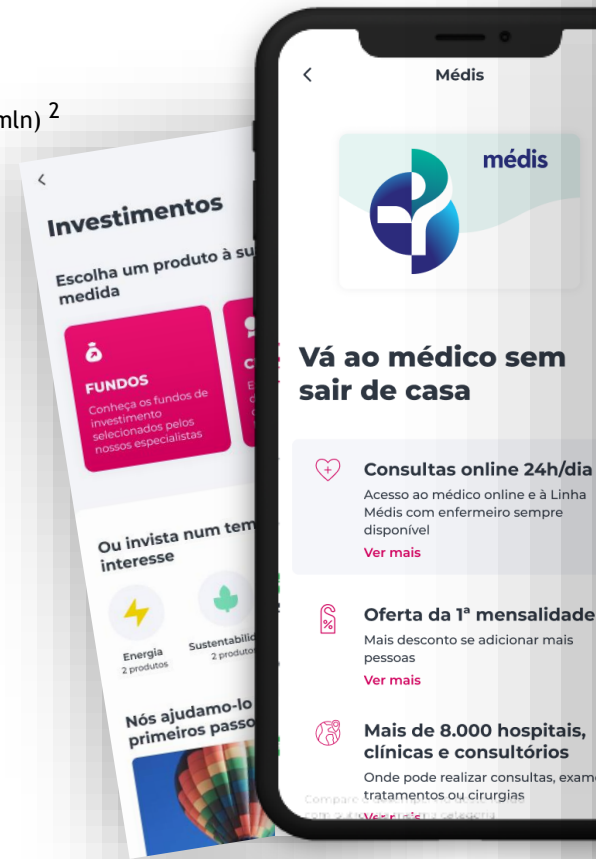 mln) 2
Investimentos
Escolha um produto à su
medida
FUNDOS
Conheça os fundos de
investimento
selecionados pelos
nossos especialistas
Ou invista num tem
interesse
Energia
2 produtos
Sustentabilid
2 produto
Nós ajudamo-lo
primeiros passo
Médis
médis
Vá ao médico sem
sair de casa
Consultas online 24h/dia
Acesso ao médico online e à Linha
Médis com enfermeiro sempre
disponível
Ver mais
Oferta da 1ª mensalidade
Mais desconto se adicionar mais
pessoas
Ver mais
Mais de 8.000 hospitais,
clínicas e consultórios
Onde pode realizar consultas, exam
tratamentos ou cirurgias
Ver mais